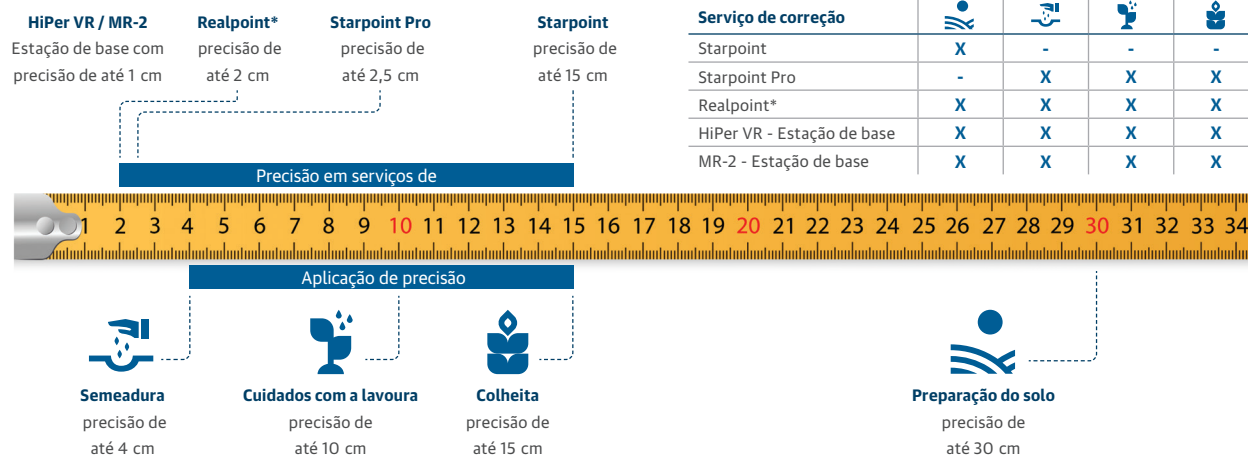 HiPer VR / MR-2
Estação de base com
precisão de até 1 cm
Realpoint*
precisão de
até 2 cm
Starpoint Pro
precisão de
até 2,5 cm
Starpoint
precisão de
até 15 cm
Serviço de correção
Starpoint X - - -
Starpoint Pro - X X X
Realpoint* X X X X
HiPer VR - Estação de base X X X X
MR-2 - Estação de base X X X X
Precisão em serviços de
1 2 3 4 5 6 7 8 9 10 11 12 13 14 15 16 17 18 19 20 21 22 23 24 25 26 27 28 29 30 31 32 33 34
Aplicação de precisão
Semeadura
precisão de
até 4 cm
Cuidados com a lavoura
precisão de
até 10 cm
Colheita
precisão de
até 15 cm
Preparação do solo
precisão de
até 30 cm